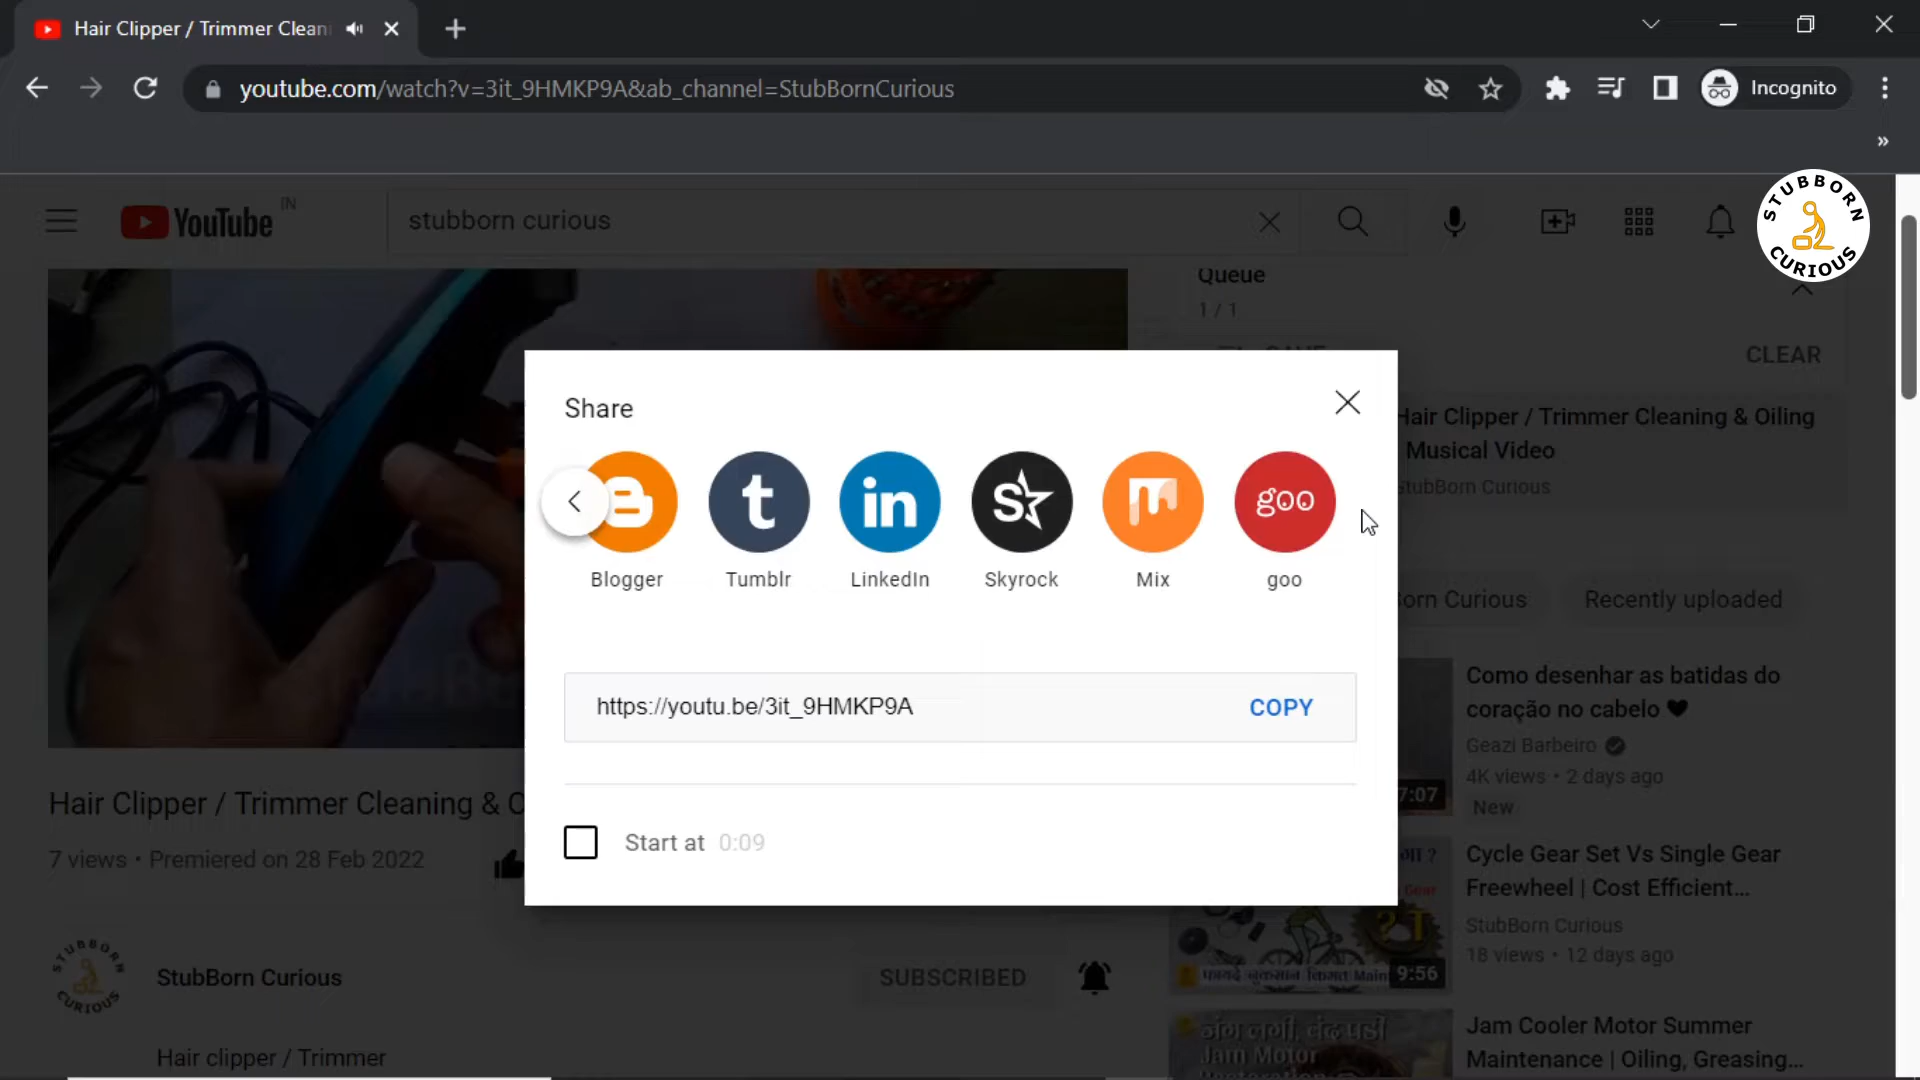 Hair Clipper / Trimmer Clean
youtube.com/watch?v=3it_9HMKP9A&ab_channel=StubBornCurious
Incognito
»
YouTube IN
stubborn curious
STUBBORN CURIOUS
Queue
1 / 1
SAVE
CLEAR
Hair Clipper / Trimmer Cleaning & Oiling
Musical Video
StubBorn Curious
Share
Blogger
Tumblr
LinkedIn
Skyrock
Mix
goo
goo
https://youtu.be/3it_9HMKP9A
COPY
Start at 0:09
Born Curious
Recently uploaded
Como desenhar as batidas do
coração no cabelo ♥
Geazi Barbeiro
4K views • 2 days ago
New
7:07
Cycle Gear Set Vs Single Gear
Freewheel | Cost Efficient...
StubBorn Curious
18 views • 12 days ago
9:56
Jam Cooler Motor Summer
Maintenance | Oiling, Greasing...
Jam Motor
Hair Clipper / Trimmer Cleaning & O
7 views • Premiered on 28 Feb 2022
STUBBORN CURIOUS
StubBorn Curious
SUBSCRIBED
Hair clipper / Trimmer